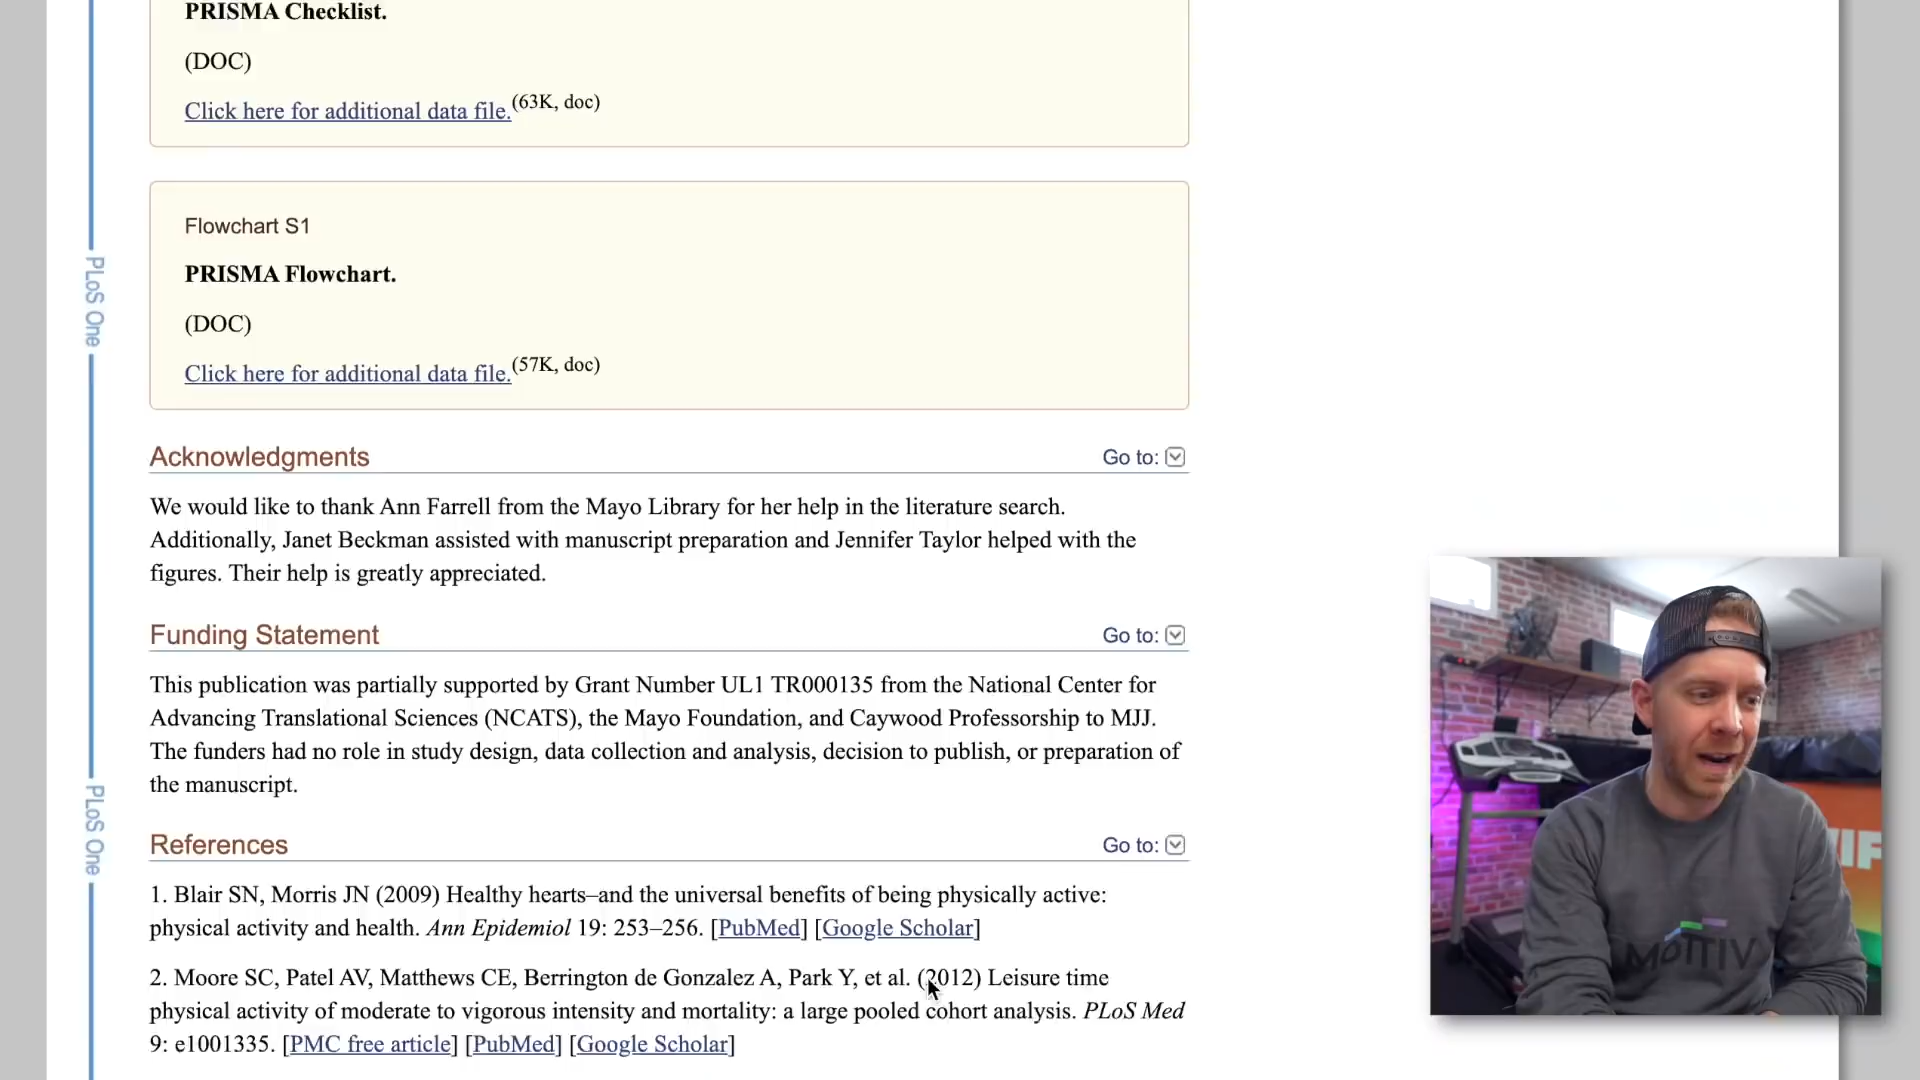 PRISMA Checklist.
(DOC)
Click here for additional data file.(63K, doc)
Flowchart S1
PRISMA Flowchart.
(DOC)
Click here for additional data file.(57K, doc)
Acknowledgments Go to:
We would like to thank Ann Farrell from the Mayo Library for her help in the literature search.
Additionally, Janet Beckman assisted with manuscript preparation and Jennifer Taylor helped with the
figures. Their help is greatly appreciated.
Funding Statement Go to:
This publication was partially supported by Grant Number UL1 TR000135 from the National Center for
Advancing Translational Sciences (NCATS), the Mayo Foundation, and Caywood Professorship to MJJ.
The funders had no role in study design, data collection and analysis, decision to publish, or preparation of
the manuscript.
References Go to:
1. Blair SN, Morris JN (2009) Healthy hearts–and the universal benefits of being physically active:
physical activity and health. Ann Epidemiol 19: 253–256. [PubMed] [Google Scholar]
2. Moore SC, Patel AV, Matthews CE, Berrington de Gonzalez A, Park Y, et al. (2012) Leisure time
physical activity of moderate to vigorous intensity and mortality: a large pooled cohort analysis. PLoS Med
9: e1001335. [PMC free article] [PubMed] [Google Scholar]
PLoS One
PLoS One
MOTTIV